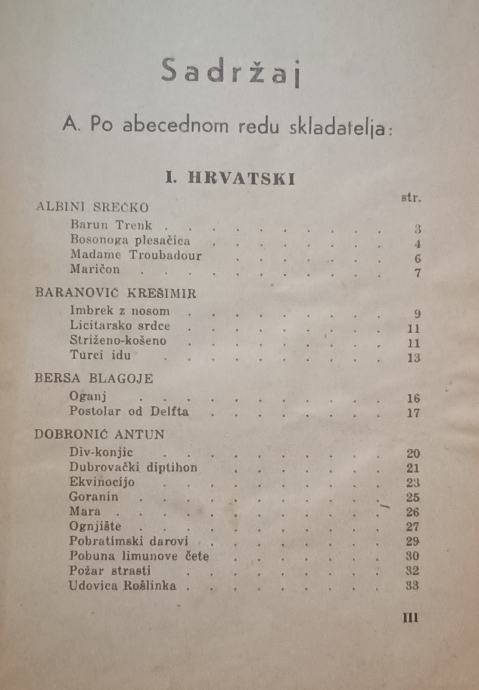 Sadržaj
A. Po abecednom redu skladatelja:
I. HRVATSKI
str.
ALBINI SREĆKO
Barun Trenk . . . . . . . . . . 3
Bosonoga plesačica . . . . . . . . 4
Madame Troubadour . . . . . . . 6
Maričon . . . . . . . . . . . 7
BARANOVIĆ KREŠIMIR
Imbrek z nosom . . . . . . . . . 9
Licitarsko srdce . . . . . . . . . 11
Striženo-košeno . . . . . . . . . 11
Turci idu . . . . . . . . . . 13
BERSA BLAGOJE
Oganj . . . . . . . . . . . 16
Postolar od Delfta . . . . . . . . 17
DOBRONIĆ ANTUN
Div-konjic . . . . . . . . . . 20
Dubrovački diptihon . . . . . . . 21
Ekvinocijo . . . . . . . . . . 23
Goranin . . . . . . . . . . . 25
Mara . . . . . . . . . . . . 26
Ognjište . . . . . . . . . . . 27
Pobratimski darovi . . . . . . . . 29
Pobuna limunove čete . . . . . . . 30
Požar strasti . . . . . . . . . . 32
Udovica Rošlinka . . . . . . . . . 33
III